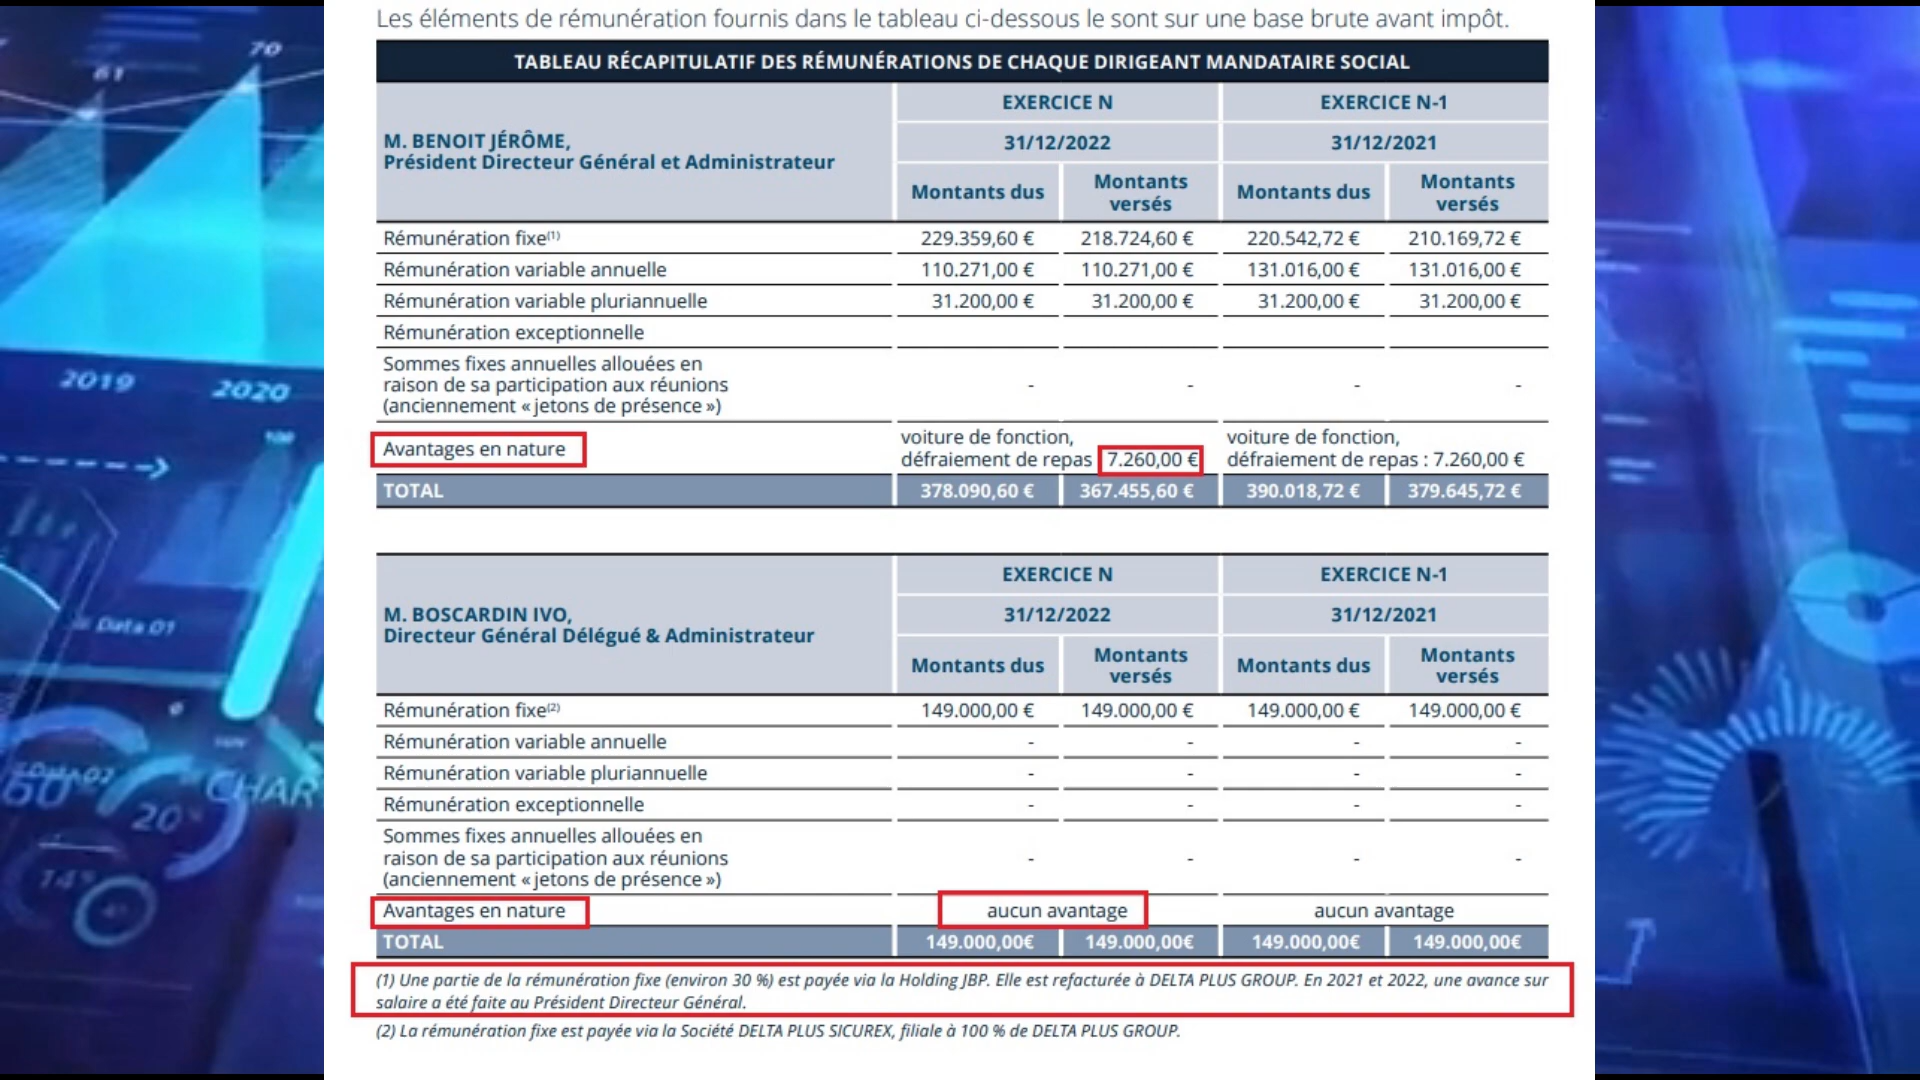 Les éléments de rémunération fournis dans le tableau ci-dessous le sont sur une base brute avant impôt.
TABLEAU RÉCAPITULATIF DES RÉMUNÉRATIONS DE CHAQUE DIRIGEANT MANDATAIRE SOCIAL
M. BENOIT JÉRÔME,
Président Directeur Général et Administrateur
EXERCICE N EXERCICE N-1
31/12/2022 31/12/2021
Montants dus Montants versés Montants dus Montants versés
Rémunération fixe(1) 229.359,60 € 218.724,60 € 220.542,72 € 210.169,72 €
Rémunération variable annuelle 110.271,00 € 110.271,00 € 131.016,00 € 131.016,00 €
Rémunération variable pluriannuelle 31.200,00 € 31.200,00 € 31.200,00 € 31.200,00 €
Rémunération exceptionnelle
Sommes fixes annuelles allouées en
raison de sa participation aux réunions - - - -
(anciennement « jetons de présence »)
Avantages en nature
voiture de fonction, voiture de fonction,
défraiement de repas 7.260,00 € défraiement de repas : 7.260,00 €
TOTAL 378.090,60 € 367.455,60 € 390.018,72 € 379.645,72 €
M. BOSCARDIN IVO,
Directeur Général Délégué & Administrateur
EXERCICE N EXERCICE N-1
31/12/2022 31/12/2021
Montants dus Montants versés Montants dus Montants versés
Rémunération fixe(2) 149.000,00 € 149.000,00 € 149.000,00 € 149.000,00 €
Rémunération variable annuelle - - - -
Rémunération variable pluriannuelle - - - -
Rémunération exceptionnelle - - - -
Sommes fixes annuelles allouées en
raison de sa participation aux réunions - - - -
(anciennement « jetons de présence »)
Avantages en nature aucun avantage aucun avantage
TOTAL 149.000,00€ 149.000,00€ 149.000,00€ 149.000,00€
(1) Une partie de la rémunération fixe (environ 30 %) est payée via la Holding JBP. Elle est refacturée à DELTA PLUS GROUP. En 2021 et 2022, une avance sur
salaire a été faite au Président Directeur Général.
(2) La rémunération fixe est payée via la Société DELTA PLUS SICUREX, filiale à 100 % de DELTA PLUS GROUP.
61
70
2019 2020
100
Data 01
Data 02
60
20
CHAR